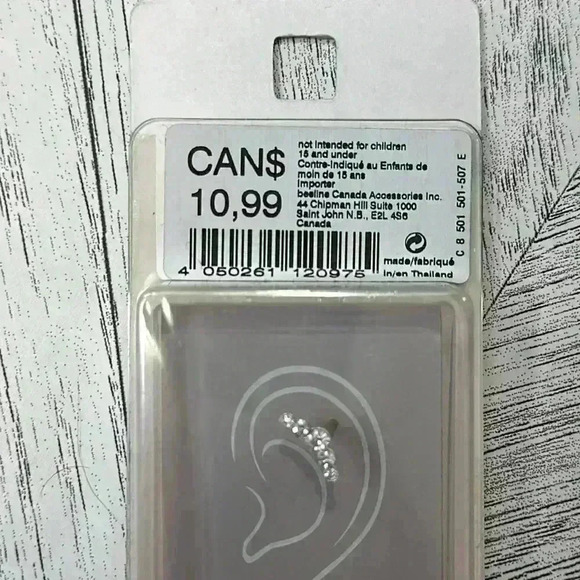 CAN$
10,99
not intended for children
15 and under
Contre-Indiqué au Enfants de
moin de 15 ans
Importer
beeline Canada Accessories Inc.
44 Chipman Hill Suite 1000
Saint John N.B., E2L 4S6
Canada
4 050261 120975
made/fabriqué
in/en Thailand
C 8 501 501-507 E